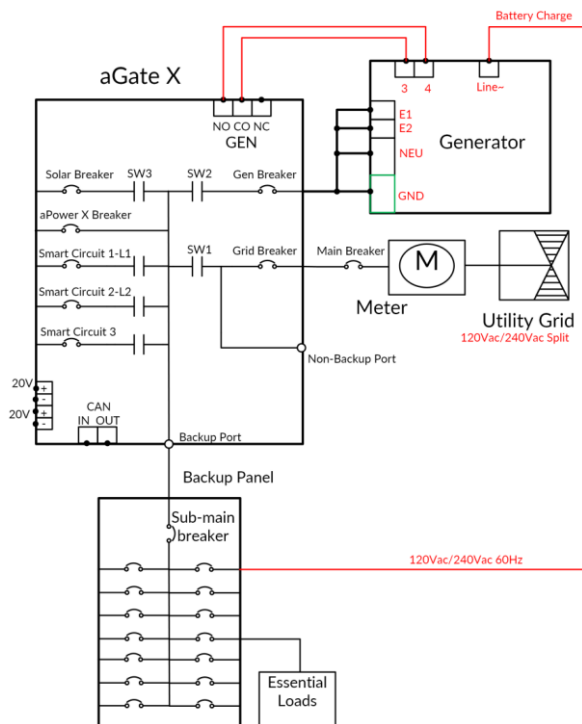 Battery Charge
aGate X
NO CO NC
GEN
3 4
Line~
E1
E2
NEU
GND
Generator
Solar Breaker
SW3
SW2
Gen Breaker
aPower X Breaker
Smart Circuit 1-L1
SW1
Grid Breaker
Main Breaker
M
Meter
Utility Grid
120Vac/240Vac Split
Smart Circuit 2-L2
Smart Circuit 3
Non-Backup Port
20V
+
-
20V
+
-
CAN
IN OUT
Backup Port
Backup Panel
Sub-main
breaker
120Vac/240Vac 60Hz
Essential
Loads